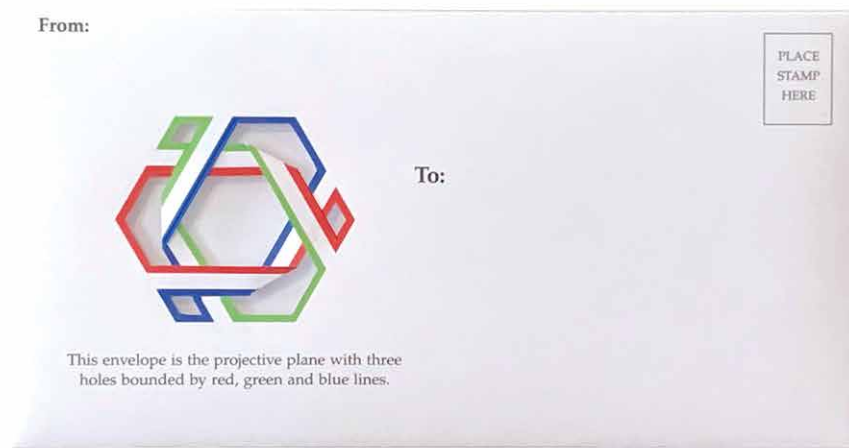 From:
PLACE
STAMP
HERE
To:
This envelope is the projective plane with three
holes bounded by red, green and blue lines.